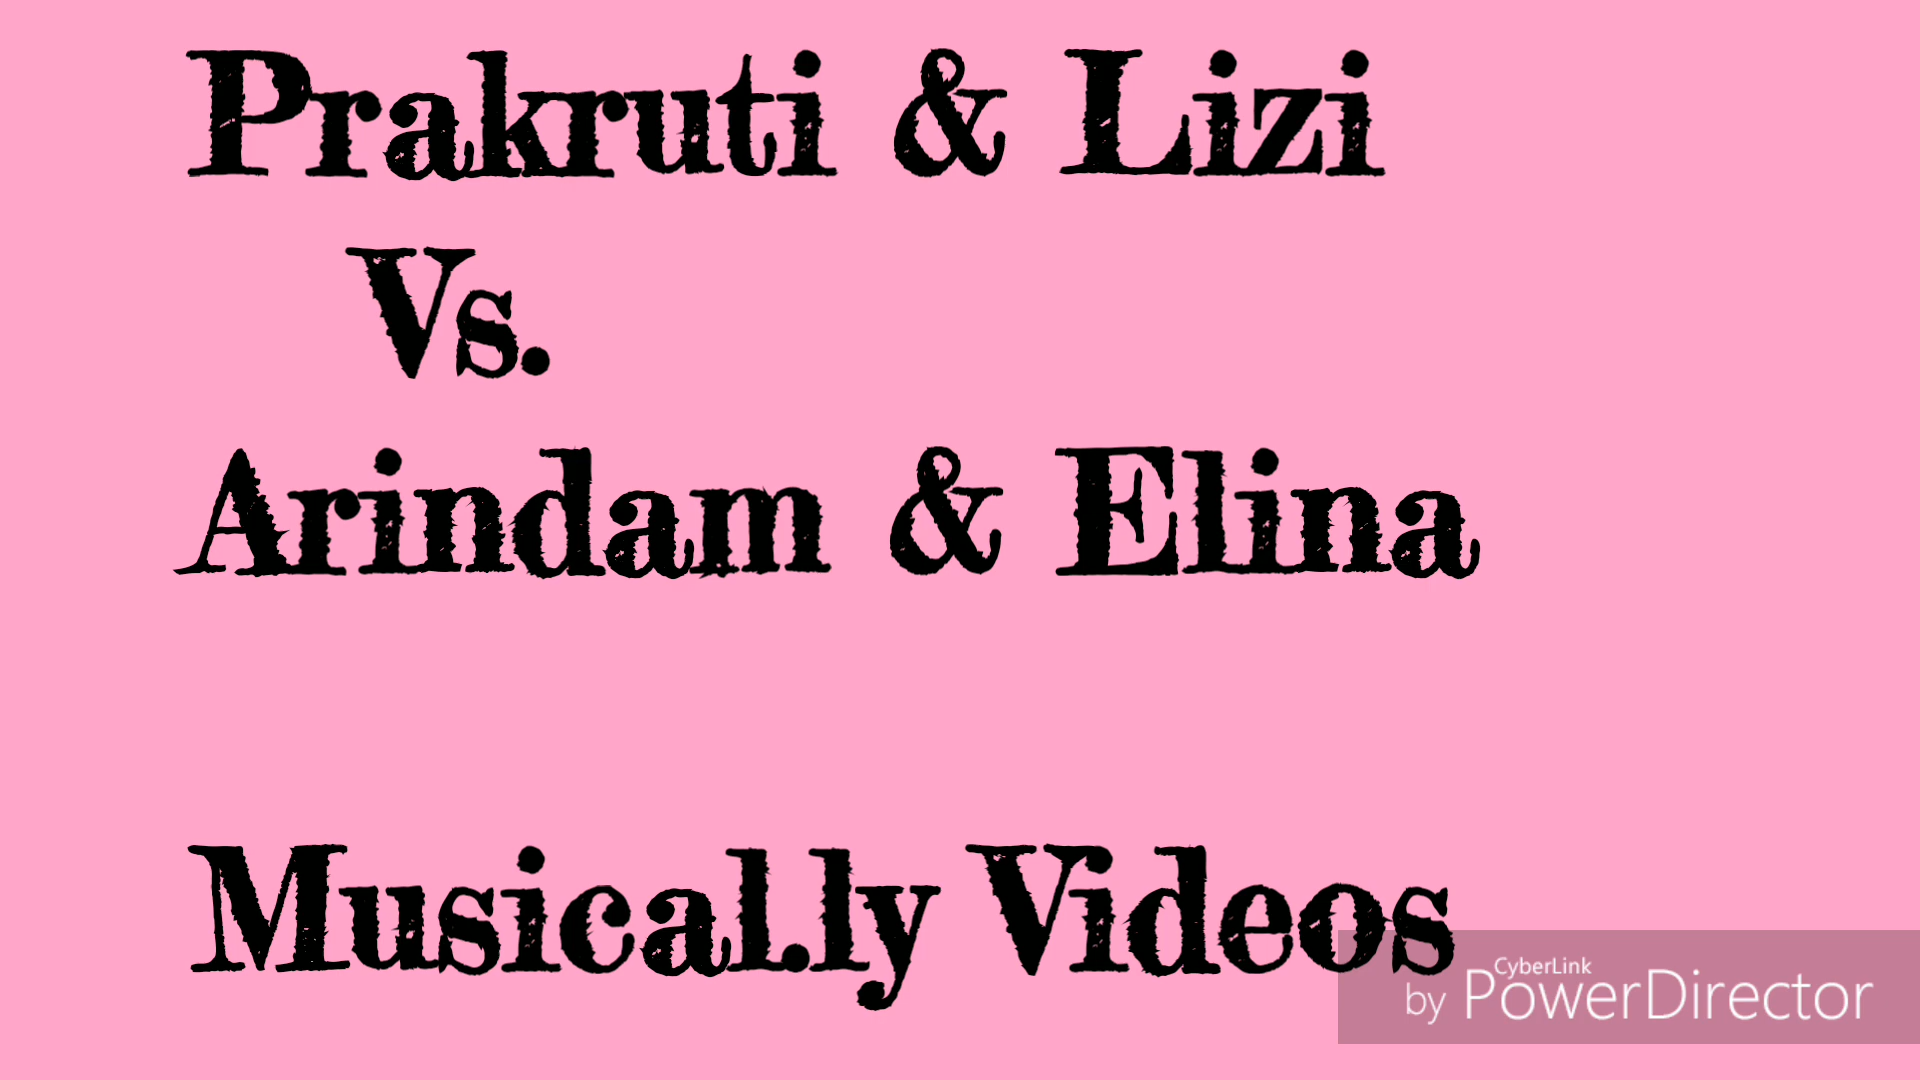 Prakruti & Lizi
Vs.
Arindam & Elina
Musical.ly Videos
by CyberLink PowerDirector